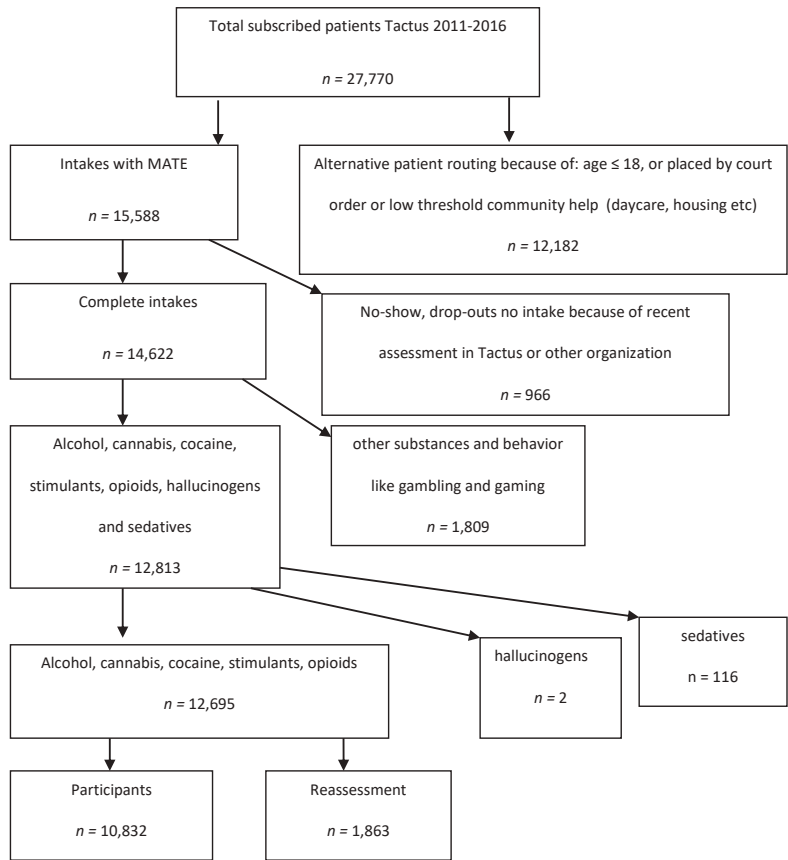 Total subscribed patients Tactus 2011-2016
n = 27,770
Intakes with MATE
n = 15,588
Alternative patient routing because of: age ≤ 18, or placed by court
order or low threshold community help (daycare, housing etc)
n = 12,182
Complete intakes
n = 14,622
No-show, drop-outs no intake because of recent
assessment in Tactus or other organization
n = 966
Alcohol, cannabis, cocaine,
stimulants, opioids, hallucinogens
and sedatives
n = 12,813
other substances and behavior
like gambling and gaming
n = 1,809
Alcohol, cannabis, cocaine, stimulants, opioids
n = 12,695
hallucinogens
n = 2
sedatives
n = 116
Participants
n = 10,832
Reassessment
n = 1,863